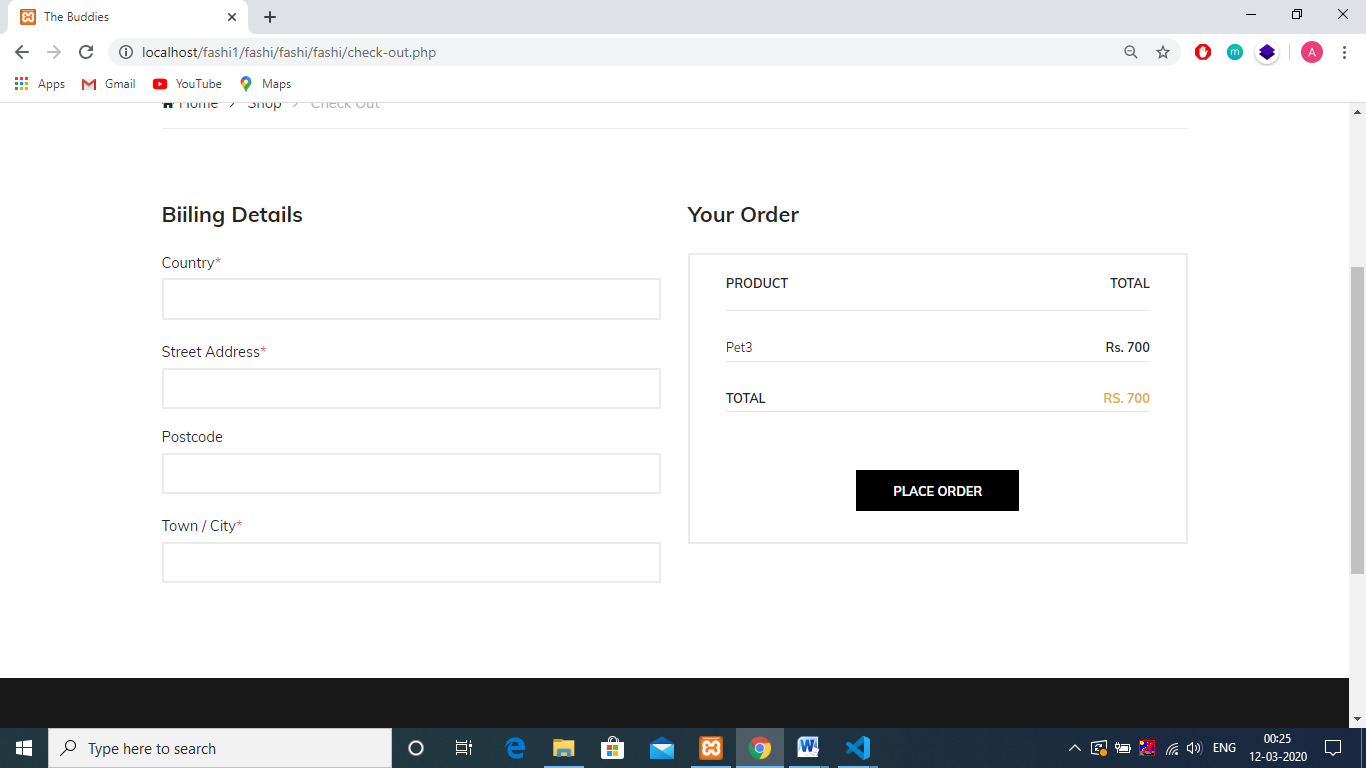 The Buddies
localhost/fashi1/fashi/fashi/fashi/check-out.php
A
m
Apps Gmail YouTube Maps
Home Shop Check Out
Biiling Details
Country*
Street Address*
Postcode
Town / City*
Your Order
PRODUCT TOTAL
Pet3 Rs. 700
TOTAL RS. 700
PLACE ORDER
Type here to search
ENG
00:25
12-03-2020